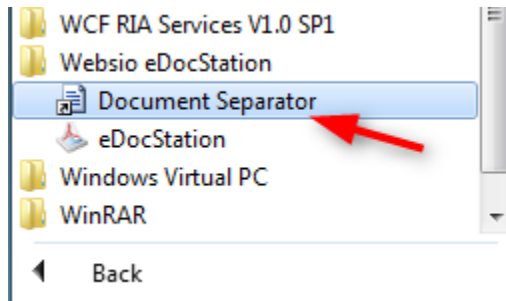 WCF RIA Services V1.0 SP1
Websio eDocStation
Document Separator
eDocStation
Windows Virtual PC
WinRAR
Back